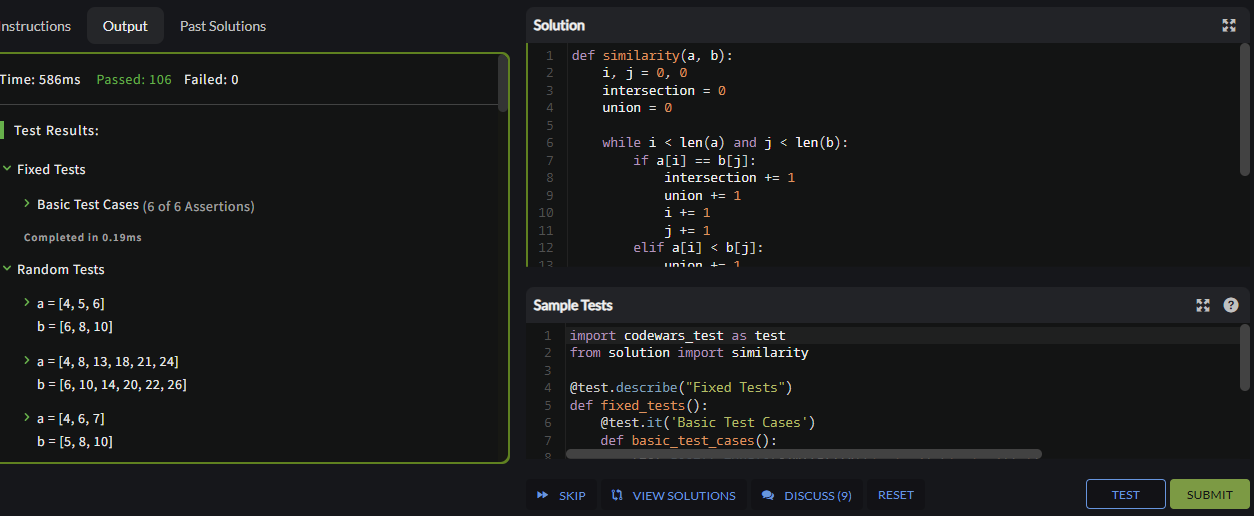 nstructions
Output
Past Solutions
Time: 586ms Passed: 106 Failed: 0
Test Results:
Fixed Tests
Basic Test Cases (6 of 6 Assertions)
Completed in 0.19ms
Random Tests
a = [4, 5, 6]
b = [6, 8, 10]
a = [4, 8, 13, 18, 21, 24]
b = [6, 10, 14, 20, 22, 26]
a = [4, 6, 7]
b = [5, 8, 10]
Solution
1 def similarity(a, b):
2     i, j = 0, 0
3     intersection = 0
4     union = 0
5
6     while i < len(a) and j < len(b):
7         if a[i] == b[j]:
8             intersection += 1
9             union += 1
10             i += 1
11             j += 1
12         elif a[i] < b[j]:
13             union += 1
Sample Tests
?
1 import codewars_test as test
2 from solution import similarity
3
4 @test.describe("Fixed Tests")
5 def fixed_tests():
6     @test.it('Basic Test Cases')
7     def basic_test_cases():
8
SKIP
VIEW SOLUTIONS
DISCUSS (9)
RESET
TEST
SUBMIT